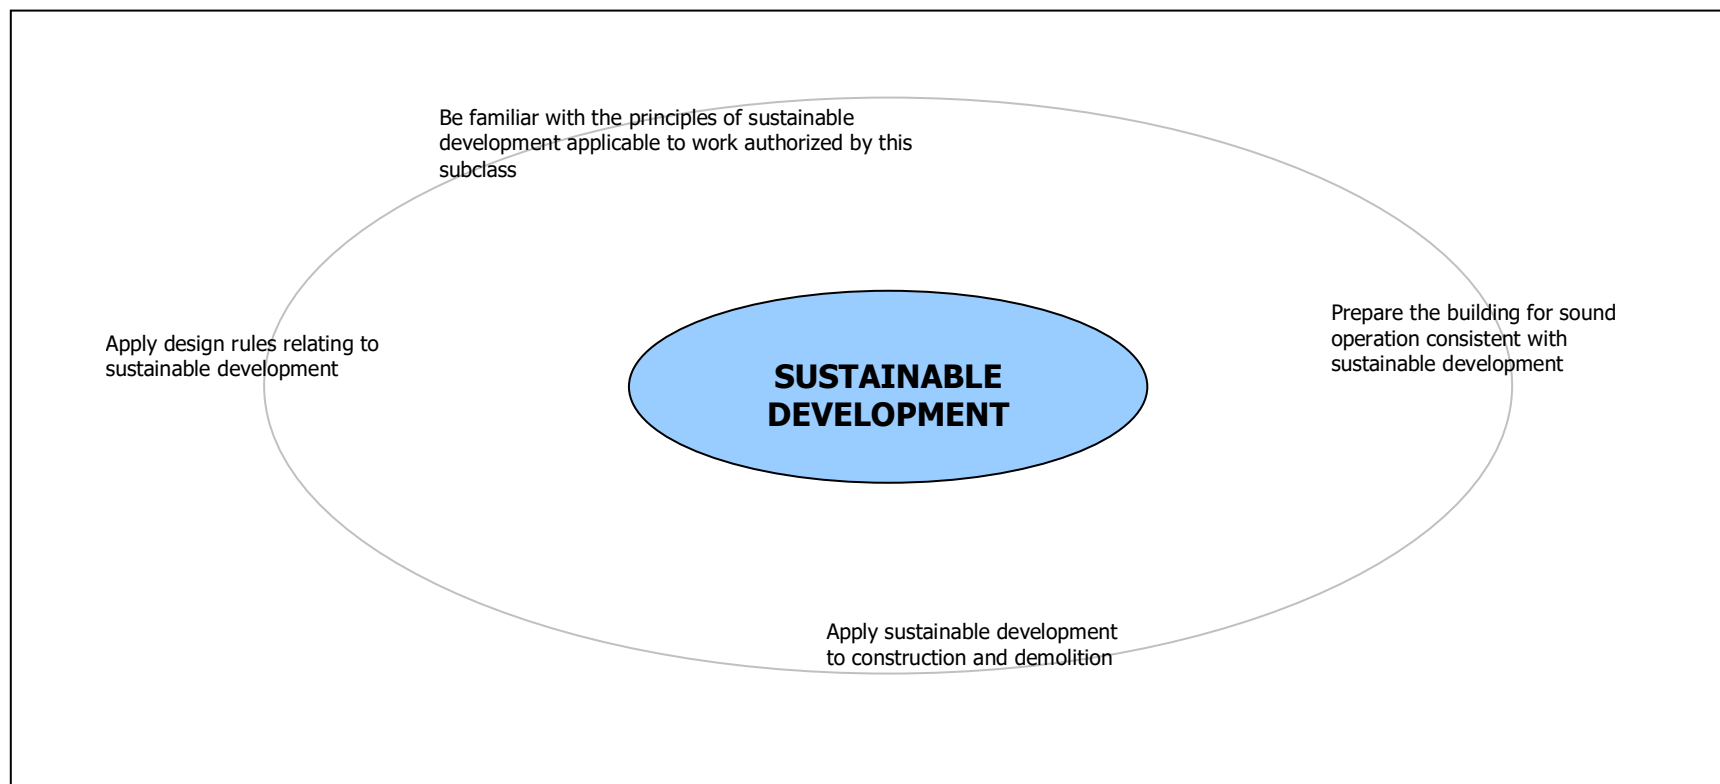 Be familiar with the principles of sustainable
development applicable to work authorized by this
subclass
Prepare the building for sound
operation consistent with
sustainable development
Apply design rules relating to
sustainable development
SUSTAINABLE
DEVELOPMENT
Apply sustainable development
to construction and demolition